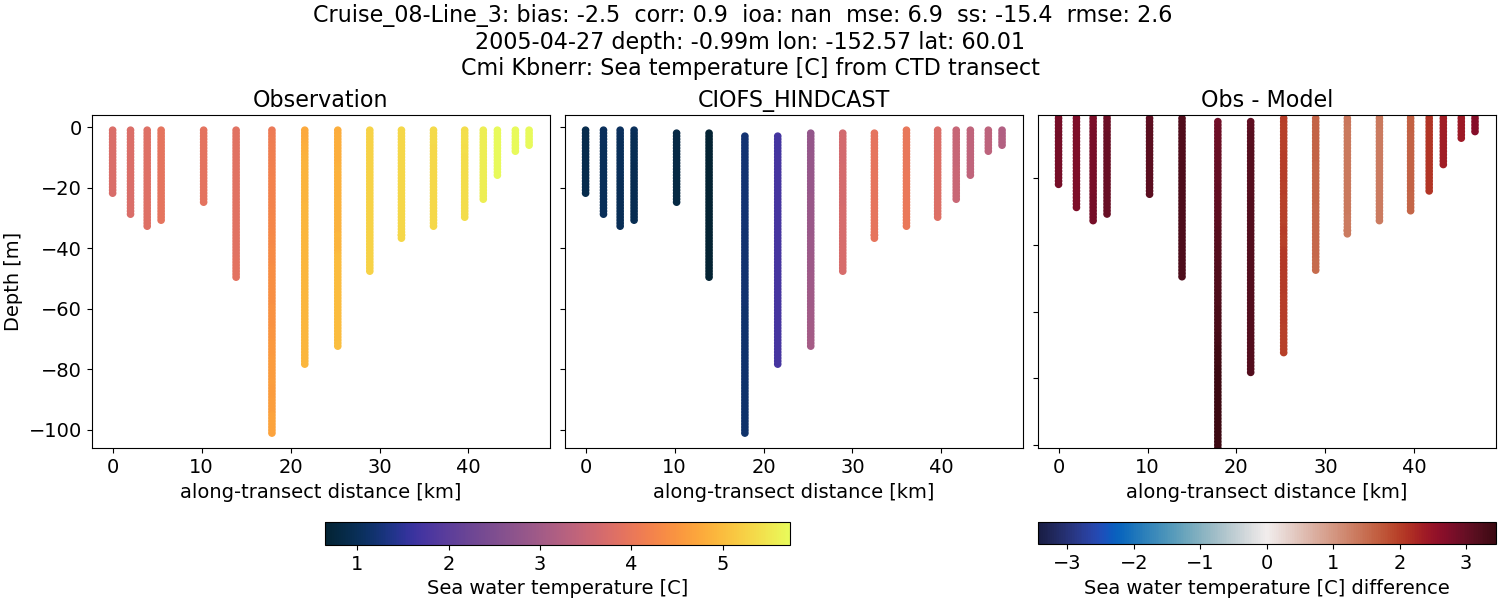 Cruise_08-Line_3: bias: -2.5  corr: 0.9  ioa: nan  mse: 6.9  ss: -15.4  rmse: 2.6
2005-04-27 depth: -0.99m lon: -152.57 lat: 60.01
Cmi Kbnerr: Sea temperature [C] from CTD transect
Observation
CIOFS_HINDCAST
Obs - Model
Depth [m]
0
−20
−40
−60
−80
−100
0 10 20 30 40
0 10 20 30 40
0 10 20 30 40
along-transect distance [km]
along-transect distance [km]
along-transect distance [km]
1 2 3 4 5
Sea water temperature [C]
−3 −2 −1 0 1 2 3
Sea water temperature [C] difference